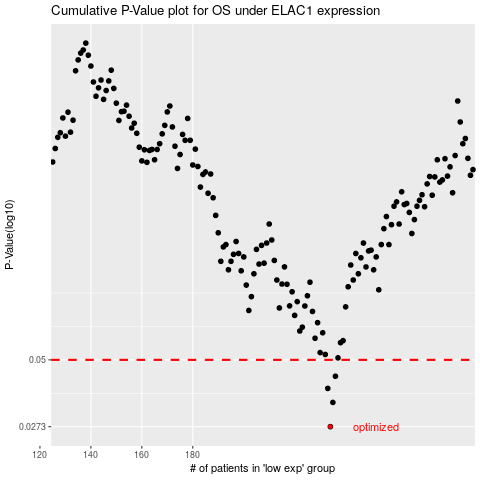 Cumulative P-Value plot for OS under ELAC1 expression
P-Value(log10)
0.05
0.0273
optimized
120
140
160
180
# of patients in 'low exp' group